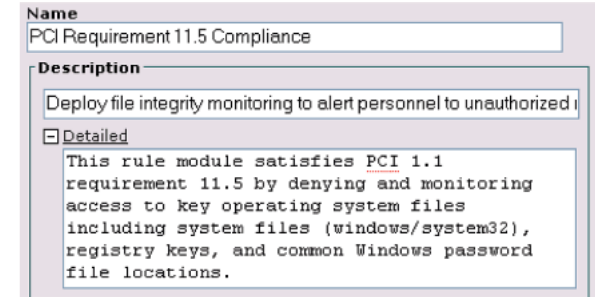 Name
PCI Requirement 11.5 Compliance
Description
Deploy file integrity monitoring to alert personnel to unauthorized
Detailed
This rule module satisfies PCI 1.1
requirement 11.5 by denying and monitoring
access to key operating system files
including system files (windows/system32),
registry keys, and common Windows password
file locations.